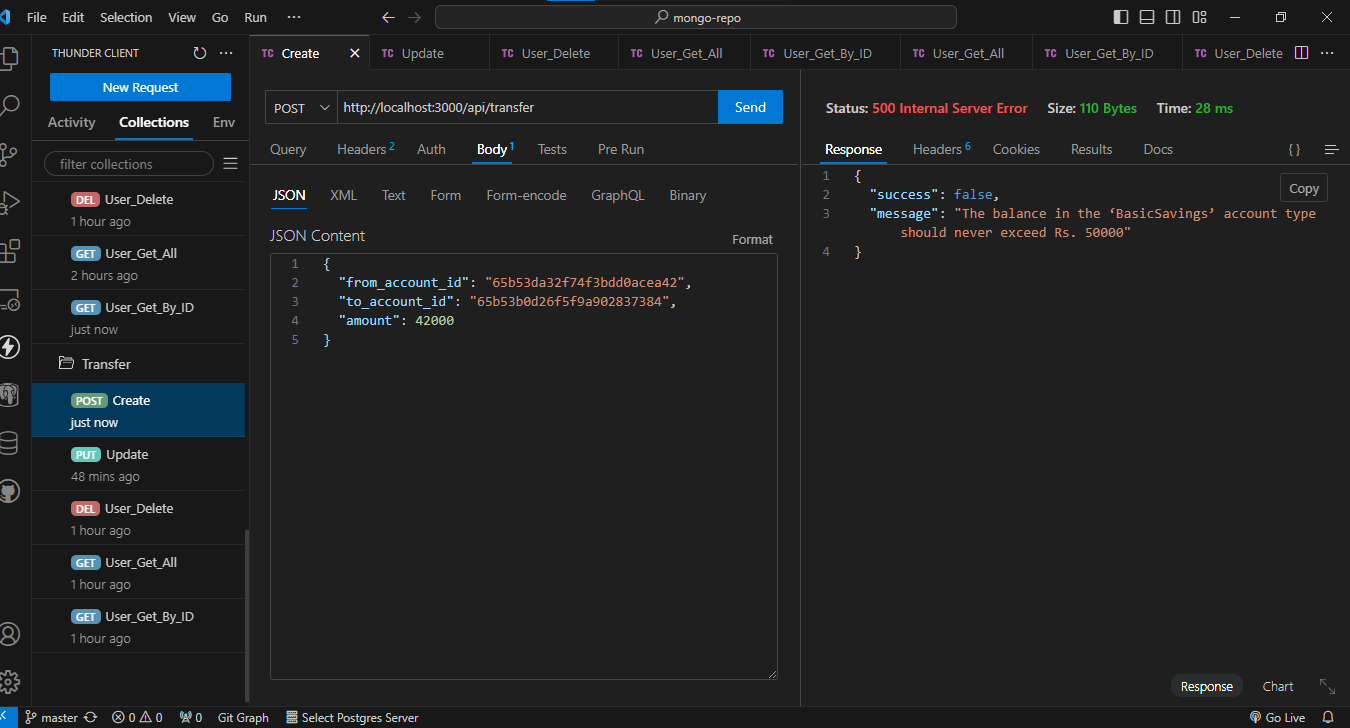 File Edit Selection View Go Run ···
mongo-repo
THUNDER CLIENT
New Request
Activity Collections Env
filter collections
DEL User_Delete
1 hour ago
GET User_Get_All
2 hours ago
GET User_Get_By_ID
just now
Transfer
POST Create
just now
PUT Update
48 mins ago
DEL User_Delete
1 hour ago
GET User_Get_All
1 hour ago
GET User_Get_By_ID
1 hour ago
TC Create TC Update TC User_Delete TC User_Get_All TC User_Get_By_ID TC User_Get_All TC User_Get_By_ID TC User_Delete
POST http://localhost:3000/api/transfer Send
Query Headers 2 Auth Body 1 Tests Pre Run
JSON XML Text Form Form-encode GraphQL Binary
JSON Content
Format
1 {
2 "from_account_id": "65b53da32f74f3bdd0acea42",
3 "to_account_id": "65b53b0d26f5f9a902837384",
4 "amount": 42000
5 }
Status: 500 Internal Server Error Size: 110 Bytes Time: 28 ms
Response Headers 6 Cookies Results Docs { }
Copy
1 {
2 "success": false,
3 "message": "The balance in the ‘BasicSavings’ account type
should never exceed Rs. 50000"
4 }
Response Chart
master 0 0 0 Git Graph Select Postgres Server Go Live